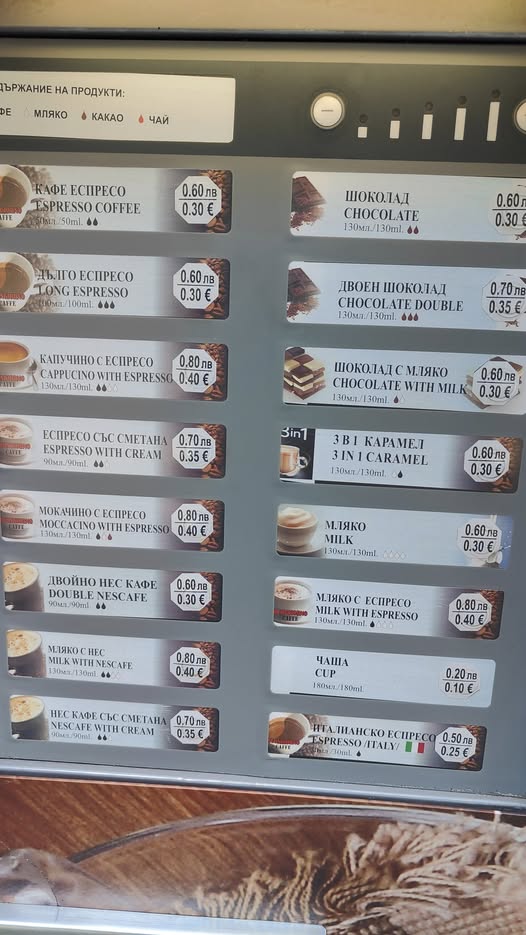 ДЪРЖАНИЕ НА ПРОДУКТИ:
ФЕ МЛЯКО КАКАО ЧАЙ
КАФЕ ЕСПРЕСО
ESPRESSO COFFEE
50мл./50ml.
0.60 лв
0.30 €
ДЪЛГО ЕСПРЕСО
LONG ESPRESSO
100мл./100ml.
0.60 лв
0.30 €
КАПУЧИНО С ЕСПРЕСО
CAPPUCINO WITH ESPRESSO
130мл./130ml.
0.80 лв
0.40 €
ЕСПРЕСО СЪС СМЕТАНА
ESPRESSO WITH CREAM
90мл./90ml.
0.70 лв
0.35 €
МОКАЧИНО С ЕСПРЕСО
MOCCACINO WITH ESPRESSO
130мл./130ml.
0.80 лв
0.40 €
ДВОЙНО НЕС КАФЕ
DOUBLE NESCAFE
90мл./90ml.
0.60 лв
0.30 €
МЛЯКО С НЕС
MILK WITH NESCAFE
130мл./130ml.
0.80 лв
0.40 €
НЕС КАФЕ СЪС СМЕТАНА
NESCAFE WITH CREAM
90мл./90ml.
0.70 лв
0.35 €
ШОКОЛАД
CHOCOLATE
130мл./130ml.
0.60 л
0.30 €
ДВОЕН ШОКОЛАД
CHOCOLATE DOUBLE
130мл./130ml.
0.70 лв
0.35 €
ШОКОЛАД С МЛЯКО
CHOCOLATE WITH MILK
130мл./130ml.
0.60 лв
0.30 €
3in1
3 В 1 КАРАМЕЛ
3 IN 1 CARAMEL
130мл./130ml.
0.60 лв
0.30 €
МЛЯКО
MILK
130мл./130ml.
0.60 лв
0.30 €
МЛЯКО С ЕСПРЕСО
MILK WITH ESPRESSO
130мл./130ml.
0.80 лв
0.40 €
ЧАША
CUP
180мл./180ml.
0.20 лв
0.10 €
ИТАЛИАНСКО ЕСПРЕСО
ESPRESSO /ITALY/
/30ml.
0.50 лв
0.25 €